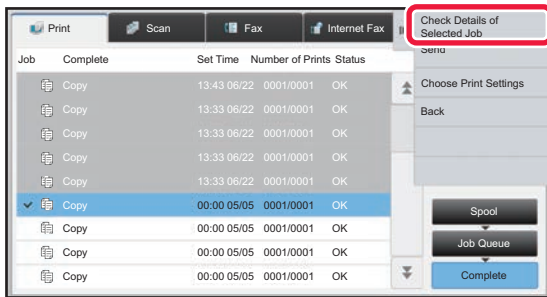 Print Scan Fax Internet Fax
Check Details of
Selected Job
Send
Choose Print Settings
Back
Job Complete Set Time Number of Prints Status
Copy 13:43 06/22 0001/0001 OK
Copy 13:33 06/22 0001/0001 OK
Copy 13:33 06/22 0001/0001 OK
Copy 13:33 06/22 0001/0001 OK
Copy 13:33 06/22 0001/0001 OK
Copy 00:00 05/05 0001/0001 OK
Copy 00:00 05/05 0001/0001 OK
Copy 00:00 05/05 0001/0001 OK
Copy 00:00 05/05 0001/0001 OK
Spool
Job Queue
Complete